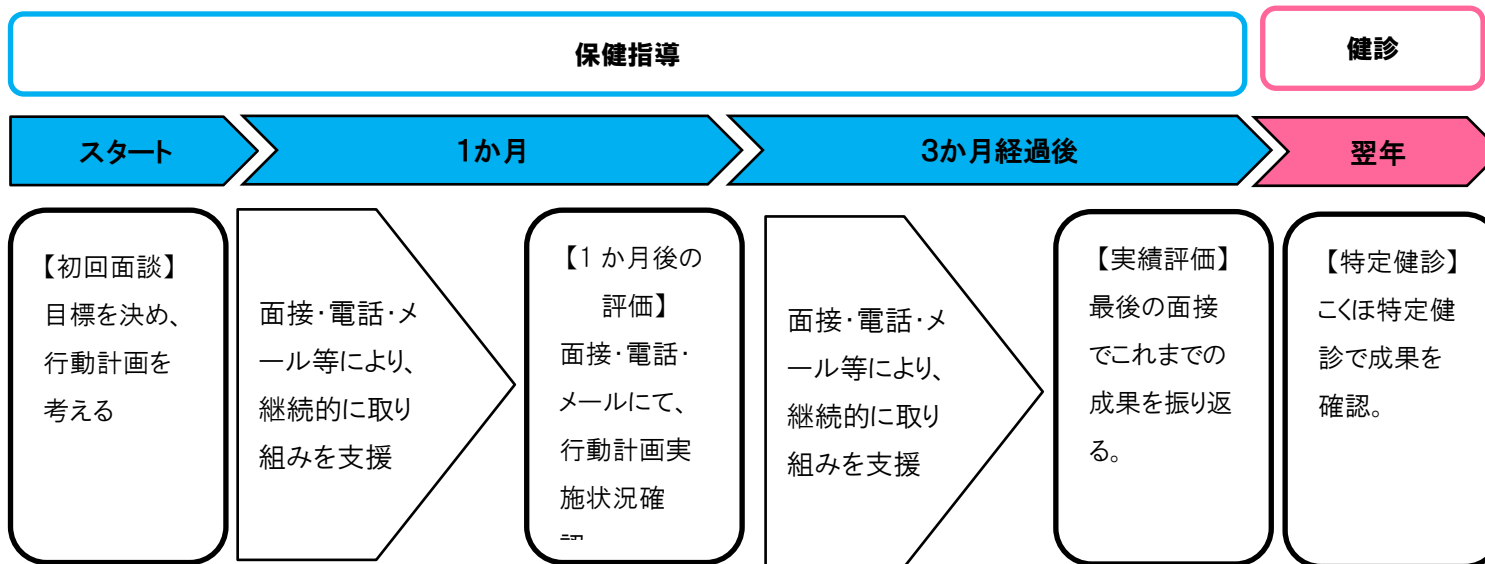 保健指導
健診
スタート
1か月
3か月経過後
翌年
【初回面談】
目標を決め、
行動計画を
考える
面接・電話・メ
ール等により、
継続的に取り
組みを支援
【1か月後の
評価】
面接・電話・
メールにて、
行動計画実
施状況確
面接・電話・メ
ール等により、
継続的に取り
組みを支援
【実績評価】
最後の面接
でこれまでの
成果を振り返
る。
【特定健診】
こくほ特定健
診で成果を
確認。